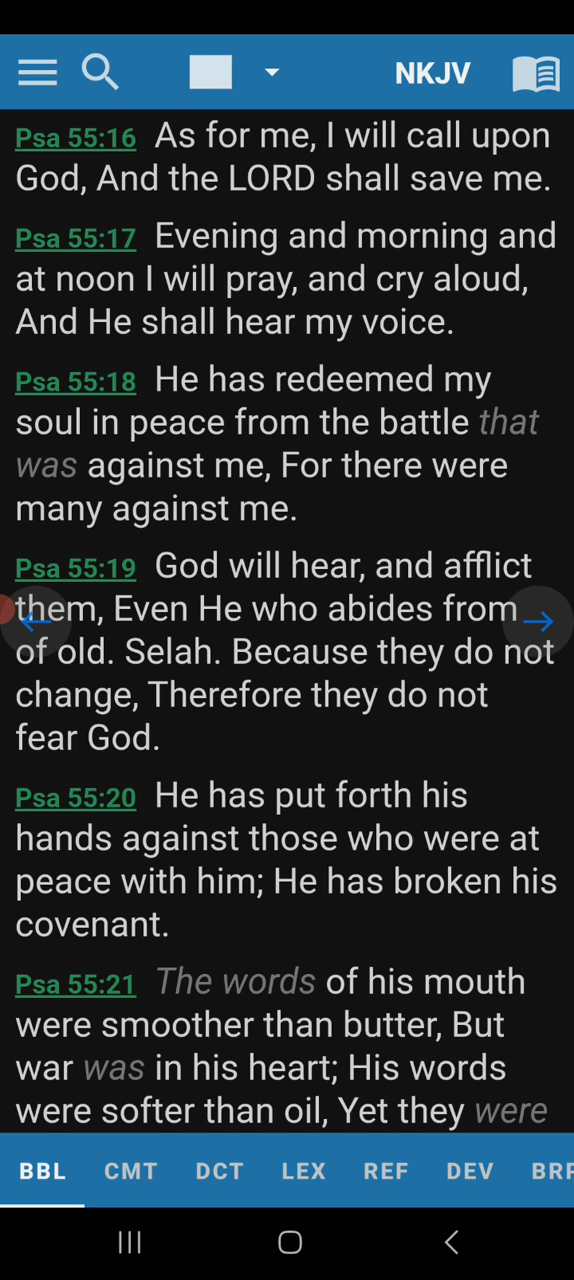 NKJV
Psa 55:16 As for me, I will call upon
God, And the LORD shall save me.
Psa 55:17 Evening and morning and
at noon I will pray, and cry aloud,
And He shall hear my voice.
Psa 55:18 He has redeemed my
soul in peace from the battle that
was against me, For there were
many against me.
Psa 55:19 God will hear, and afflict
them, Even He who abides from
of old. Selah. Because they do not
change, Therefore they do not
fear God.
Psa 55:20 He has put forth his
hands against those who were at
peace with him; He has broken his
covenant.
Psa 55:21 The words of his mouth
were smoother than butter, But
war was in his heart; His words
were softer than oil, Yet they were
BBL CMT DCT LEX REF DEV BRP